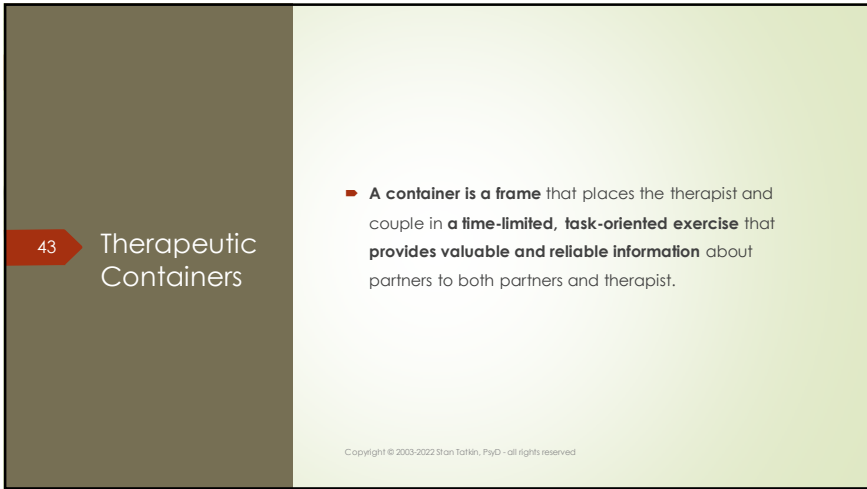 43
Therapeutic
Containers
A container is a frame that places the therapist and
couple in a time-limited, task-oriented exercise that
provides valuable and reliable information about
partners to both partners and therapist.
Copyright © 2003-2022 Stan Tatkin, PsyD - all rights reserved